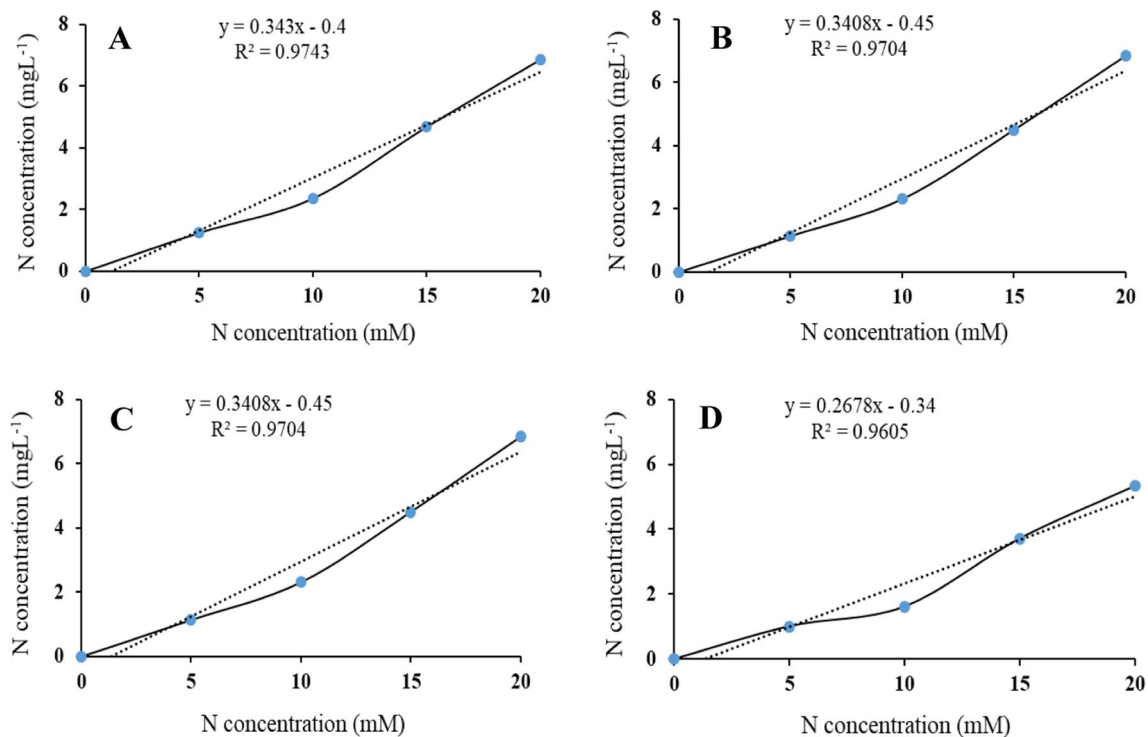 A
y = 0.343x - 0.4
R² = 0.9743
N concentration (mgL⁻¹)
8
6
4
2
0
0 5 10 15 20
N concentration (mM)
B
y = 0.3408x - 0.45
R² = 0.9704
N concentration (mgL⁻¹)
8
6
4
2
0
0 5 10 15 20
N concentration (mM)
C
y = 0.3408x - 0.45
R² = 0.9704
N concentration (mgL⁻¹)
8
6
4
2
0
0 5 10 15 20
N concentration (mM)
D
y = 0.2678x - 0.34
R² = 0.9605
N concentration (mgL⁻¹)
8
6
4
2
0
0 5 10 15 20
N concentration (mM)